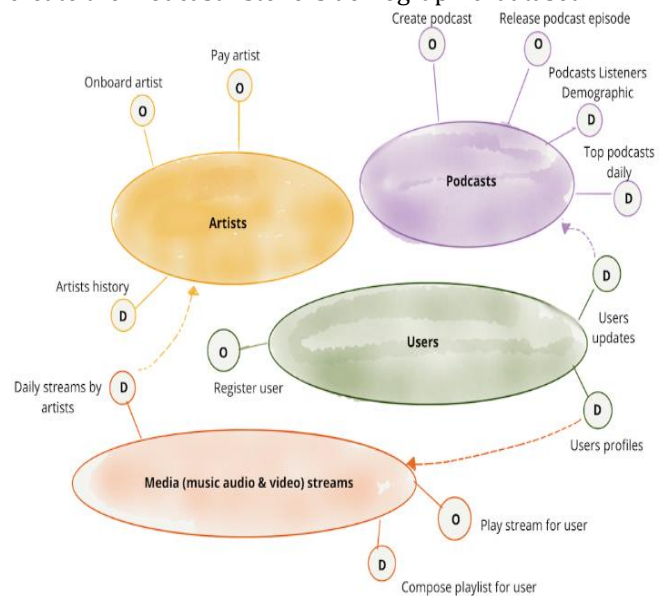 Create podcast
Release podcast episode
O
O
Pay artist
Onboard artist
O
O
Podcasts Listeners
Demographic
D
Top podcasts
daily
D
Podcasts
Artists
Artists history
D
D
Users
updates
Users
O
Register user
D
Users profiles
Daily streams by
artists
D
Media (music audio & video) streams
O
Play stream for user
D
Compose playlist for user